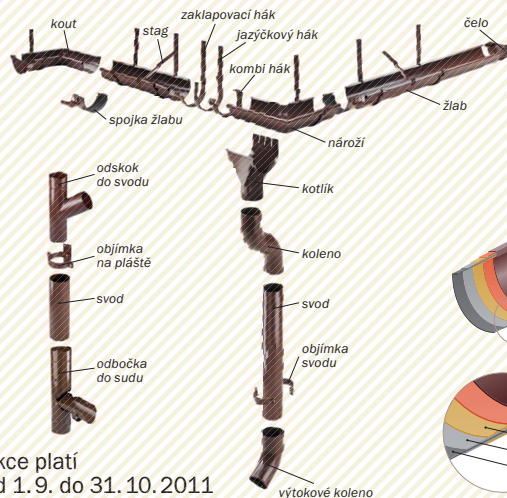 kout
stag
zaklapovací hák
jazýčkový hák
kombi hák
čelo
žlab
spojka žlabu
nároží
odskok
do svodu
kotlík
objímka
na pláště
koleno
svod
svod
objímka
svodu
odbočka
do sudu
výtokové koleno
kce platí
d 1.9. do 31.10.2011